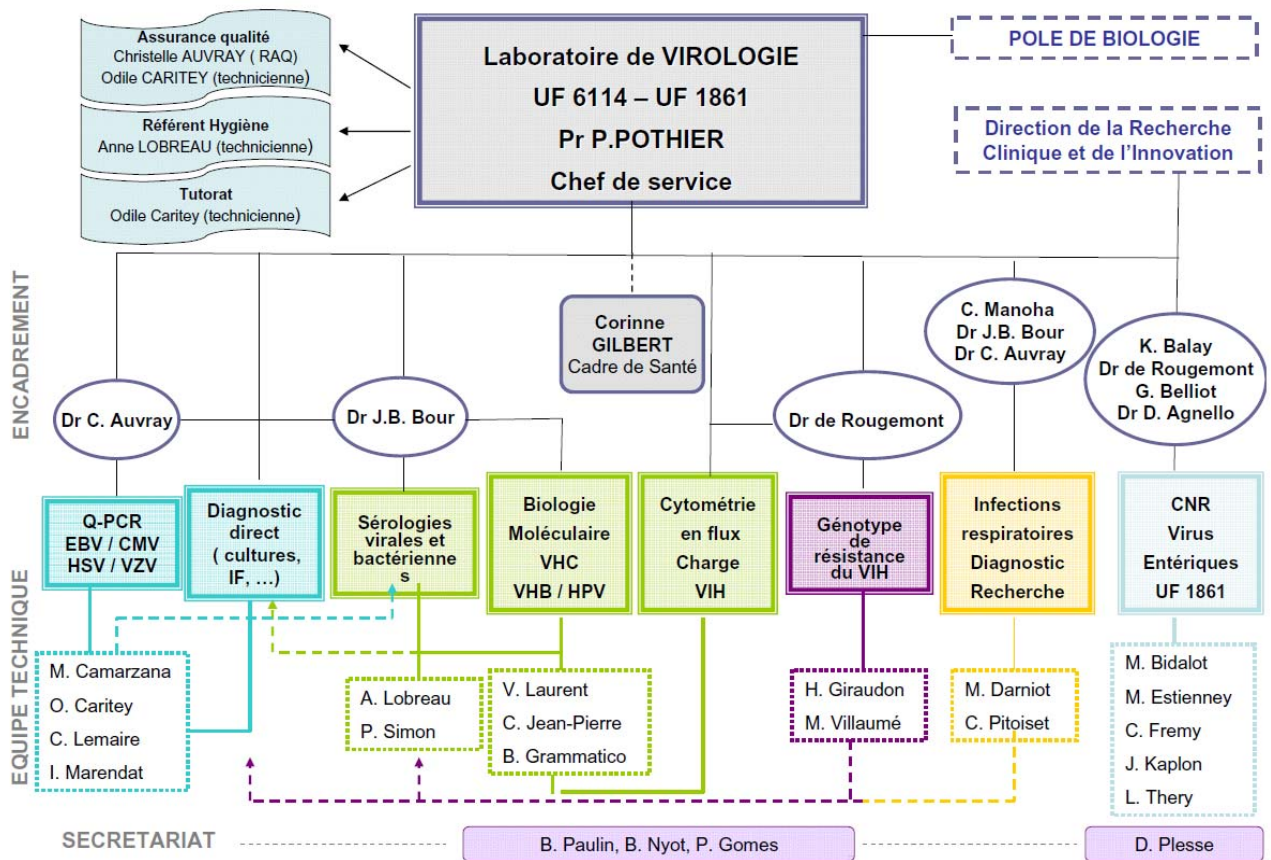 Assurance qualité
Christelle AUVRAY ( RAQ)
Odile CARITEY (technicienne)
Référent Hygiène
Anne LOBREAU (technicienne)
Tutorat
Odile Caritey (technicienne)
Laboratoire de VIROLOGIE
UF 6114 – UF 1861
Pr P.POTHIER
Chef de service
POLE DE BIOLOGIE
Direction de la Recherche
Clinique et de l'Innovation
ENCADREMENT
Corinne
GILBERT
Cadre de Santé
Dr C. Auvray
Dr J.B. Bour
Dr de Rougemont
C. Manoha
Dr J.B. Bour
Dr C. Auvray
K. Balay
Dr de Rougemont
G. Belliot
Dr D. Agnello
EQUIPE TECHNIQUE
Q-PCR
EBV / CMV
HSV / VZV
Diagnostic
direct
( cultures,
IF, ...)
Sérologies
virales et
bactérienne
s
Biologie
Moléculaire
VHC
VHB / HPV
Cytométrie
en flux
Charge
VIH
Génotype
de
résistance
du VIH
Infections
respiratoires
Diagnostic
Recherche
CNR
Virus
Entériques
UF 1861
M. Camarzana
O. Caritey
C. Lemaire
I. Marendat
A. Lobreau
P. Simon
V. Laurent
C. Jean-Pierre
B. Grammatico
H. Giraudon
M. Villaumé
M. Darniot
C. Pitoiset
M. Bidalot
M. Estienney
C. Fremy
J. Kaplon
L. Thery
SECRETARIAT
B. Paulin, B. Nyot, P. Gomes
D. Plesse